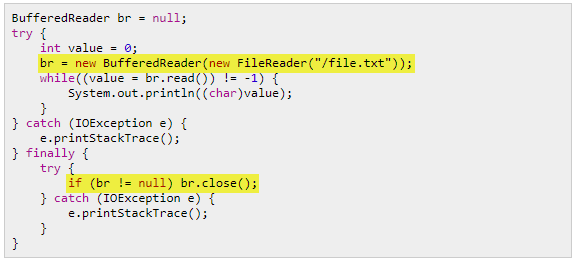 BufferedReader br = null;
try {
    int value = 0;
    br = new BufferedReader(new FileReader("/file.txt"));
    while((value = br.read()) != -1) {
        System.out.println((char)value);
    }
} catch (IOException e) {
    e.printStackTrace();
} finally {
    try {
        if (br != null) br.close();
    } catch (IOException e) {
        e.printStackTrace();
    }
}